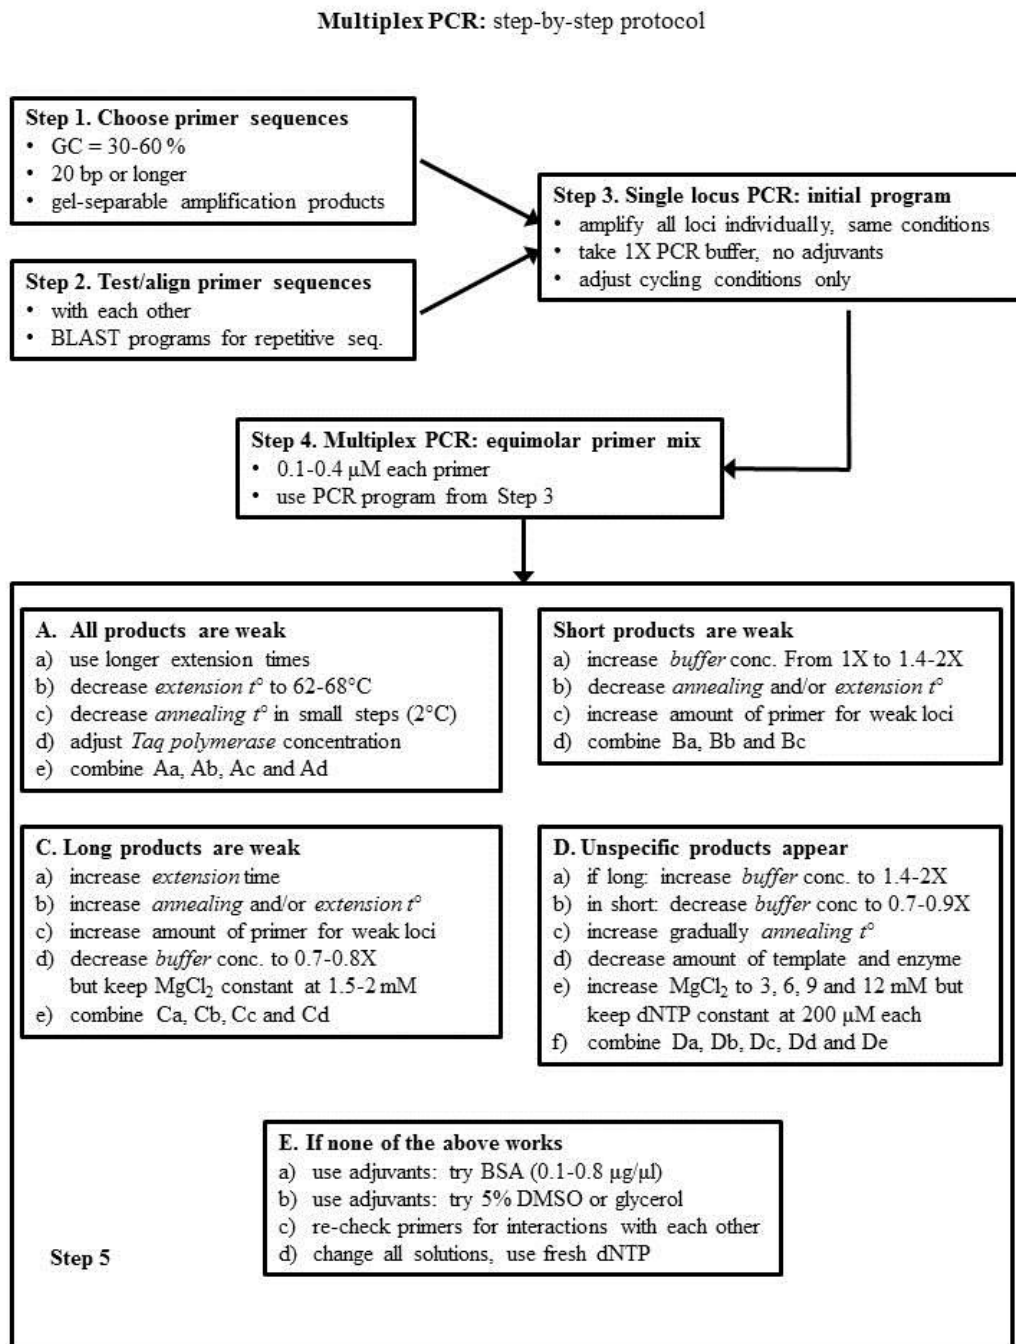 Multiplex PCR: step-by-step protocol
Step 1. Choose primer sequences
• GC = 30-60 %
• 20 bp or longer
• gel-separable amplification products
Step 2. Test/align primer sequences
• with each other
• BLAST programs for repetitive seq.
Step 3. Single locus PCR: initial program
• amplify all loci individually, same conditions
• take 1X PCR buffer, no adjuvants
• adjust cycling conditions only
Step 4. Multiplex PCR: equimolar primer mix
• 0.1-0.4 μM each primer
• use PCR program from Step 3
A. All products are weak
a) use longer extension times
b) decrease extension t° to 62-68°C
c) decrease annealing t° in small steps (2°C)
d) adjust Taq polymerase concentration
e) combine Aa, Ab, Ac and Ad
Short products are weak
a) increase buffer conc. From 1X to 1.4-2X
b) decrease annealing and/or extension t°
c) increase amount of primer for weak loci
d) combine Ba, Bb and Bc
C. Long products are weak
a) increase extension time
b) increase annealing and/or extension t°
c) increase amount of primer for weak loci
d) decrease buffer conc. to 0.7-0.8X
but keep MgCl₂ constant at 1.5-2 mM
e) combine Ca, Cb, Cc and Cd
D. Unspecific products appear
a) if long: increase buffer conc. to 1.4-2X
b) in short: decrease buffer conc to 0.7-0.9X
c) increase gradually annealing t°
d) decrease amount of template and enzyme
e) increase MgCl₂ to 3, 6, 9 and 12 mM but
keep dNTP constant at 200 μM each
f) combine Da, Db, Dc, Dd and De
E. If none of the above works
a) use adjuvants: try BSA (0.1-0.8 μg/μl)
b) use adjuvants: try 5% DMSO or glycerol
c) re-check primers for interactions with each other
d) change all solutions, use fresh dNTP
Step 5